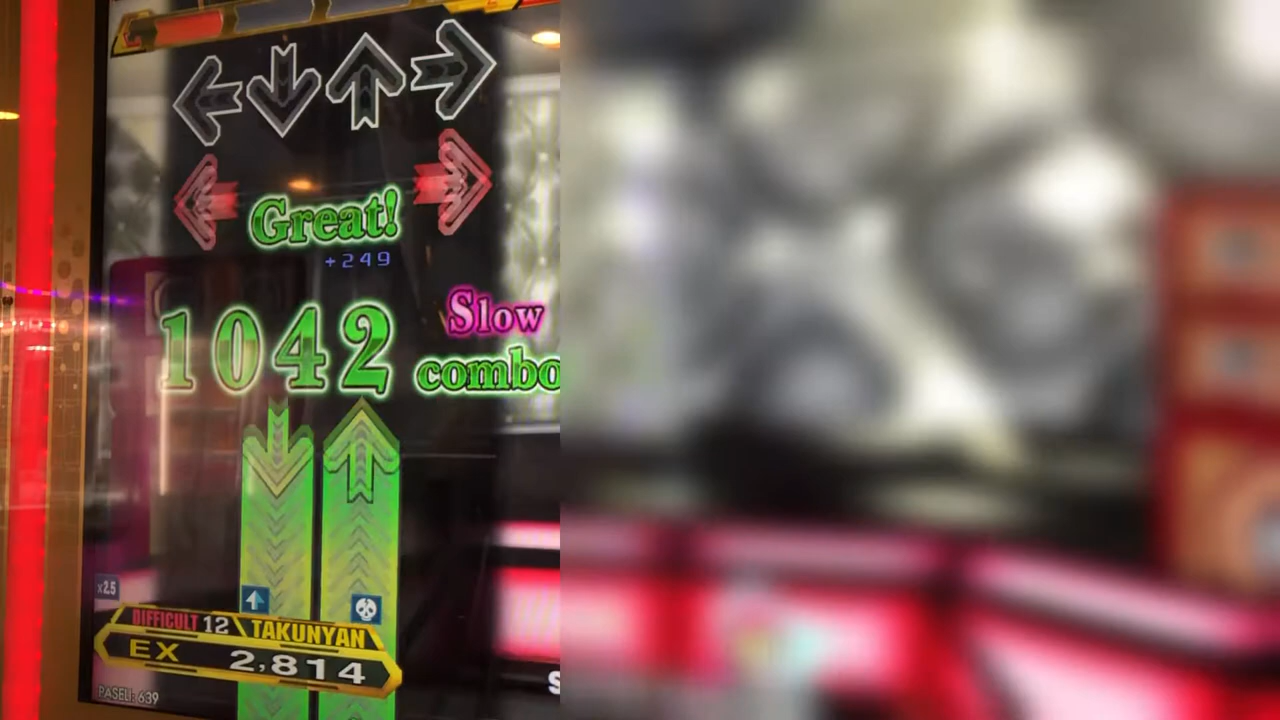 Great!
+249
Slow
1042 combo
x2.5
DIFFICULT 12 TAKUNYAN
EX 2,814
PASELI: 639
S